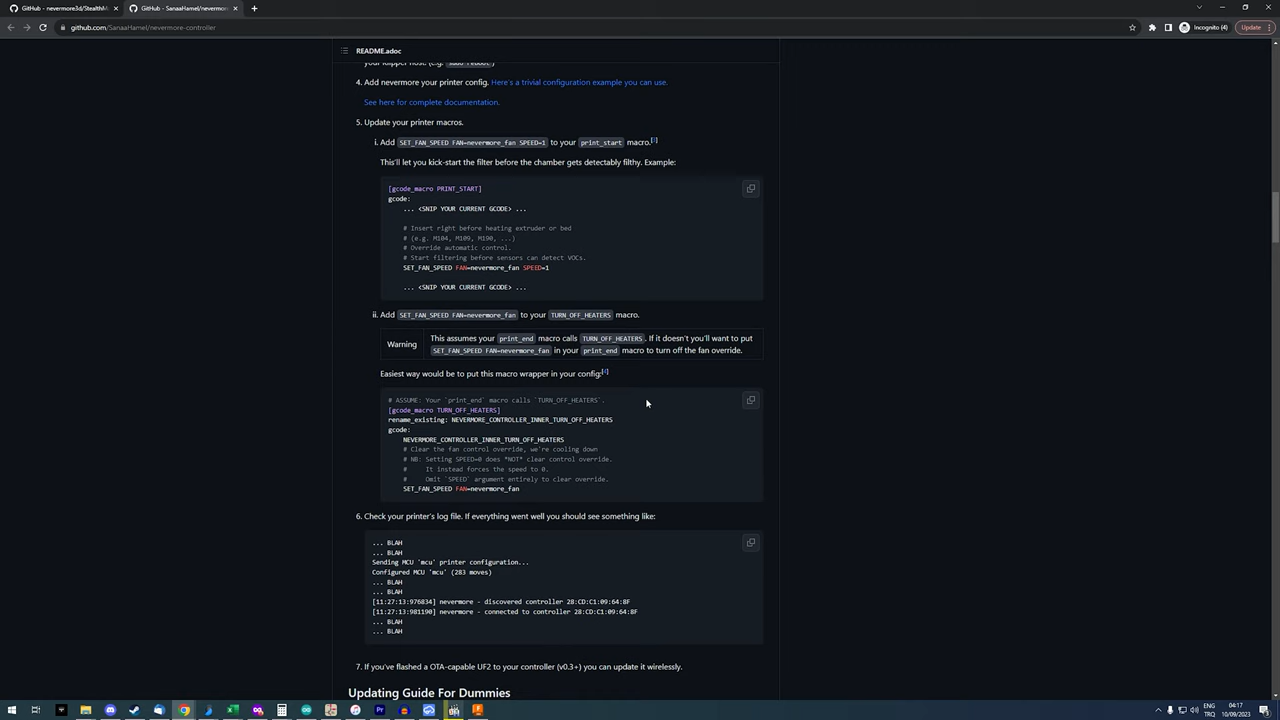 GitHub - nevermore3d/StealthM
GitHub - SanaaHamel/nevermore-
github.com/SanaaHamel/nevermore-controller
Incognito (4)
Update
README.adoc
your klipper host. (e.g. sudo reboot)
4. Add nevermore your printer config. Here's a trivial configuration example you can use.
See here for complete documentation.
5. Update your printer macros.
i. Add SET_FAN_SPEED FAN=nevermore_fan SPEED=1 to your print_start macro.
This'll let you kick-start the filter before the chamber gets detectably filthy. Example:
[gcode_macro PRINT_START]
gcode:
... <SNIP YOUR CURRENT GCODE> ...
# Insert right before heating extruder or bed
# (e.g. M104, M109, M190, ...)
# Override automatic control.
# Start filtering before sensors can detect VOCs.
SET_FAN_SPEED FAN=nevermore_fan SPEED=1
... <SNIP YOUR CURRENT GCODE> ...
ii. Add SET_FAN_SPEED FAN=nevermore_fan to your TURN_OFF_HEATERS macro.
Warning
This assumes your print_end macro calls TURN_OFF_HEATERS. If it doesn't you'll want to put
SET_FAN_SPEED FAN=nevermore_fan in your print_end macro to turn off the fan override.
Easiest way would be to put this macro wrapper in your config:[4]
# ASSUME: Your `print_end` macro calls `TURN_OFF_HEATERS`.
[gcode_macro TURN_OFF_HEATERS]
rename_existing: NEVERMORE_CONTROLLER_INNER_TURN_OFF_HEATERS
gcode:
NEVERMORE_CONTROLLER_INNER_TURN_OFF_HEATERS
# Clear the fan control override, we're cooling down
# NB: Setting SPEED=0 does *NOT* clear control override.
# It instead forces the speed to 0.
# Omit `SPEED` argument entirely to clear override.
SET_FAN_SPEED FAN=nevermore_fan
6. Check your printer's log file. If everything went well you should see something like:
... BLAH
... BLAH
Sending MCU 'mcu' printer configuration...
Configured MCU 'mcu' (283 moves)
... BLAH
... BLAH
[11:27:13:976834] nevermore - discovered controller 28:CD:C1:09:64:8F
[11:27:13:981190] nevermore - connected to controller 28:CD:C1:09:64:8F
... BLAH
... BLAH
7. If you've flashed a OTA-capable UF2 to your controller (v0.3+) you can update it wirelessly.
Updating Guide For Dummies
ENG
TRQ
04:17
10/09/2023